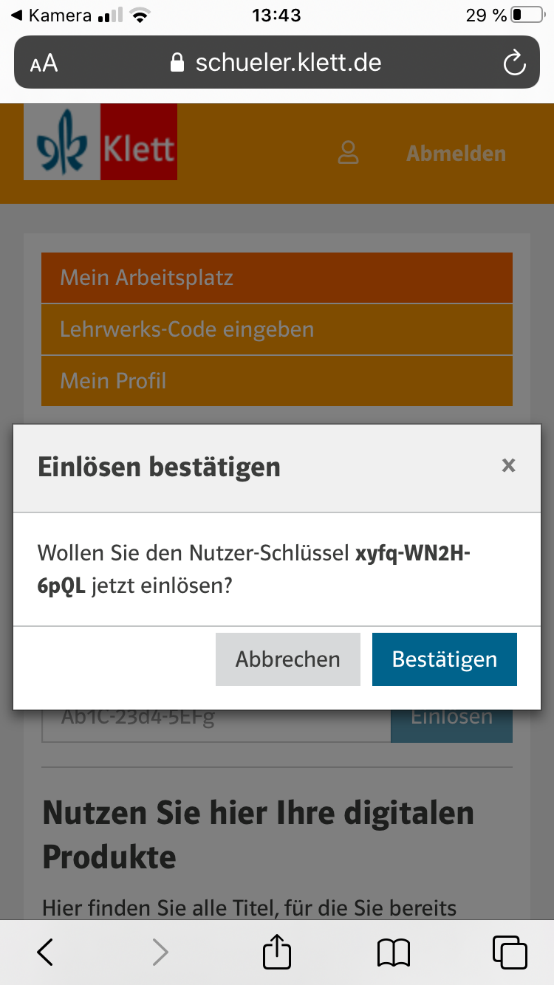 Kamera
13:43
29 %
AA
schueler.klett.de
Klett
Abmelden
Mein Arbeitsplatz
Lehrwerks-Code eingeben
Mein Profil
Einlösen bestätigen
×
Wollen Sie den Nutzer-Schlüssel xyfq-WN2H-
6pQL jetzt einlösen?
Abbrechen
Bestätigen
Ab1C-23d4-5EFg
Einlösen
Nutzen Sie hier Ihre digitalen
Produkte
Hier finden Sie alle Titel, für die Sie bereits